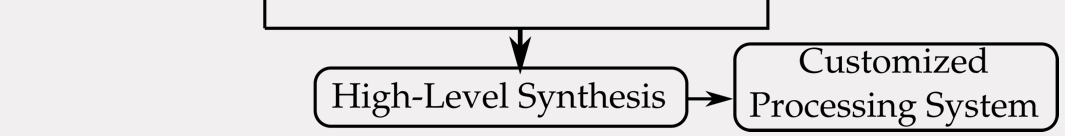 High-Level Synthesis
Customized
Processing System